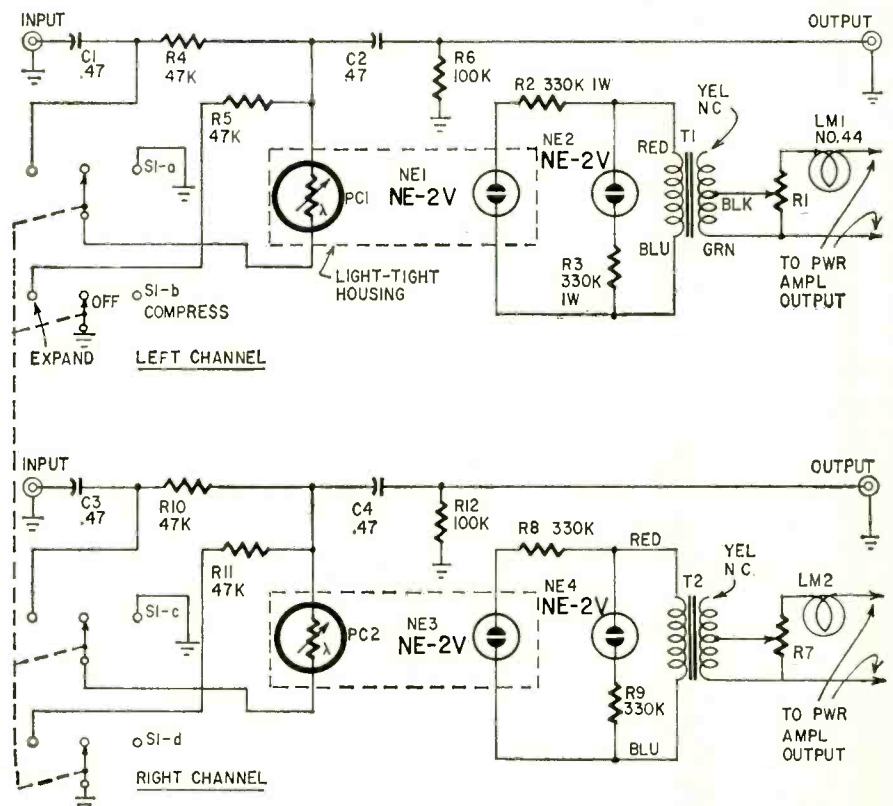 INPUT
OUTPUT
C1
.47
R4
47K
C2
.47
R6
100K
R5
47K
R2 330K 1W
YEL
NC
LM1
NO.44
NE2
NE-2V
RED
T1
S1-a
NE1
NE-2V
PC1
λ
BLK
R1
BLU
GRN
R3
330K
1W
LIGHT-TIGHT
HOUSING
TO PWR
AMPL
OUTPUT
OFF
S1-b
COMPRESS
EXPAND
LEFT CHANNEL
INPUT
OUTPUT
C3
.47
R10
47K
C4
.47
R12
100K
R11
47K
R8 330K
RED
YEL
NC
NE4
NE-2V
T2
LM2
S1-c
NE3
NE-2V
PC2
λ
R7
R9
330K
BLU
TO PWR
AMPL
OUTPUT
S1-d
RIGHT CHANNEL